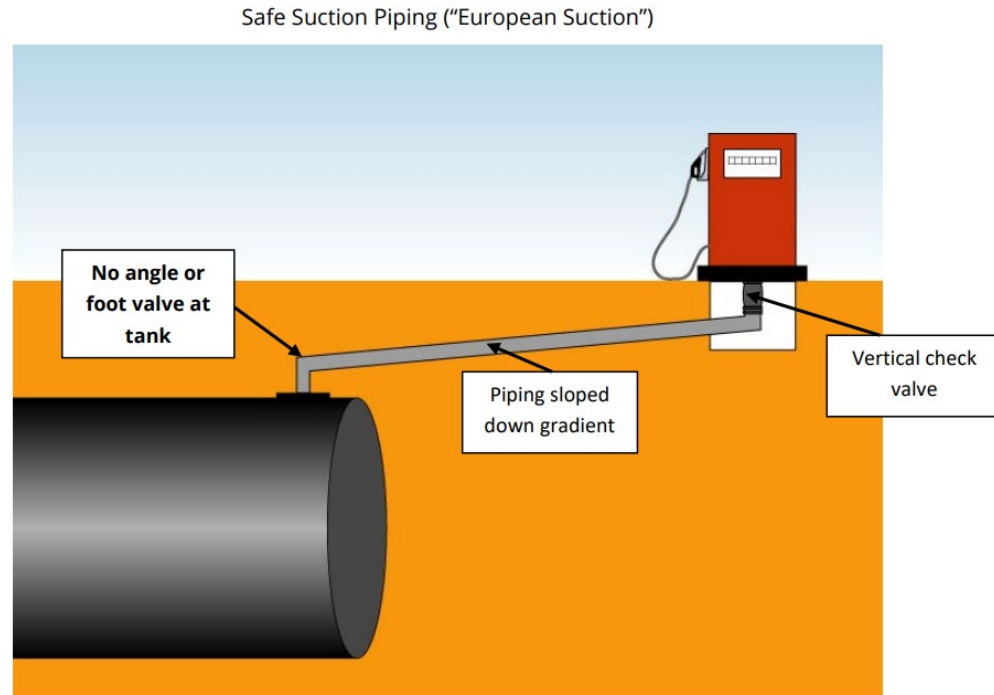 Safe Suction Piping (“European Suction”)
No angle or
foot valve at
tank
Piping sloped
down gradient
Vertical check
valve